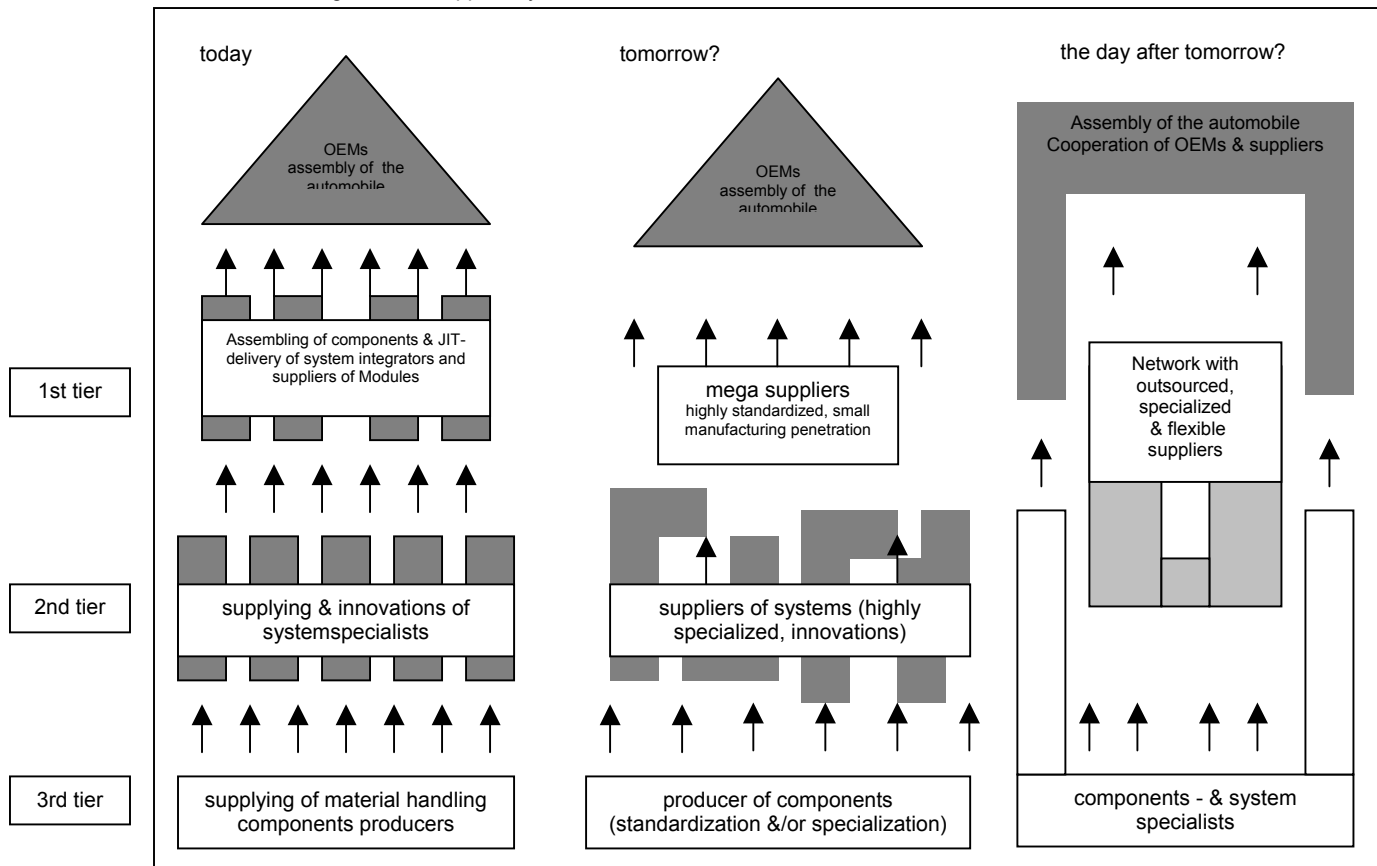 today
tomorrow?
the day after tomorrow?
OEMs
assembly of the
automobile
OEMs
assembly of the
automobile
Assembly of the automobile
Cooperation of OEMs & suppliers
1st tier
Assembling of components & JIT-
delivery of system integrators and
suppliers of Modules
mega suppliers
highly standardized, small
manufacturing penetration
Network with
outsourced,
specialized
& flexible
suppliers
2nd tier
supplying & innovations of
systemspecialists
suppliers of systems (highly
specialized, innovations)
3rd tier
supplying of material handling
components producers
producer of components
(standardization &/or specialization)
components - & system
specialists